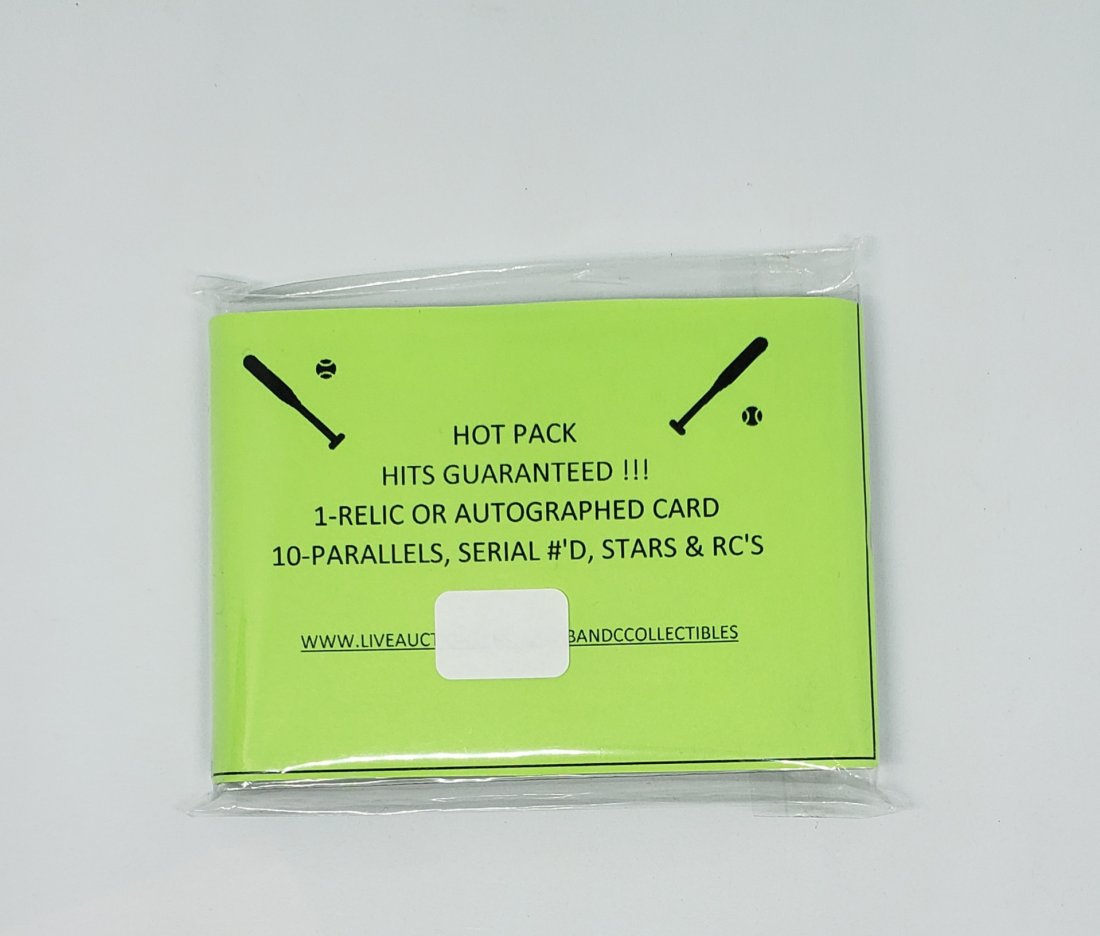 HOT PACK
HITS GUARANTEED !!!
1-RELIC OR AUTOGRAPHED CARD
10-PARALLELS, SERIAL #'D, STARS & RC'S
WWW.LIVEAUCT BANDCCOLLECTIBLES